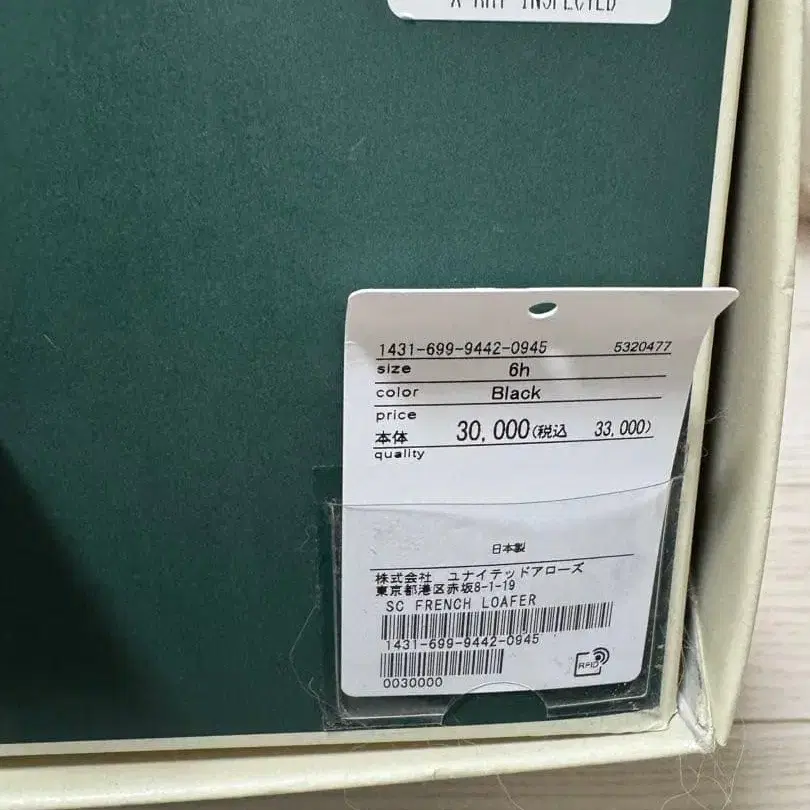 X-RAY INSPECTED
1431-699-9442-0945 5320477
size 6h
color Black
price
本体 30,000(税込 33,000)
quality
日本製
株式会社 ユナイテッドアローズ
東京都港区赤坂8-1-19
SC FRENCH LOAFER
1431-699-9442-0945
0030000
RFID